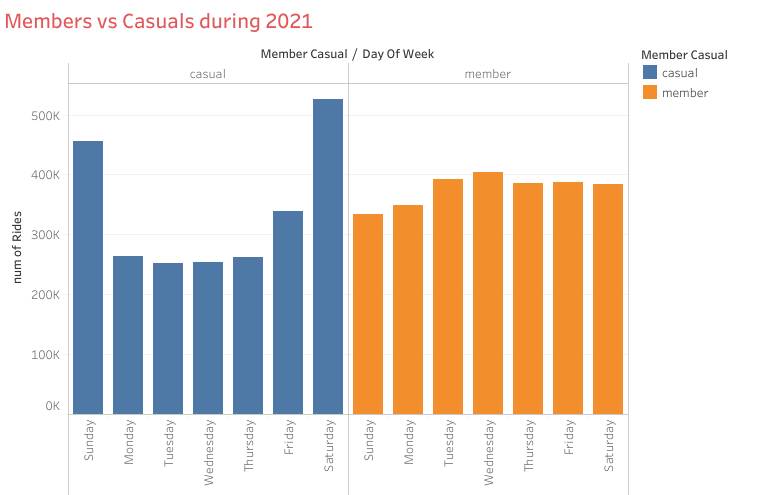 Members vs Casuals during 2021
Member Casual / Day Of Week
casual
member
Member Casual
casual
member
num of Rides
500K
400K
300K
200K
100K
0K
Sunday
Monday
Tuesday
Wednesday
Thursday
Friday
Saturday
Sunday
Monday
Tuesday
Wednesday
Thursday
Friday
Saturday